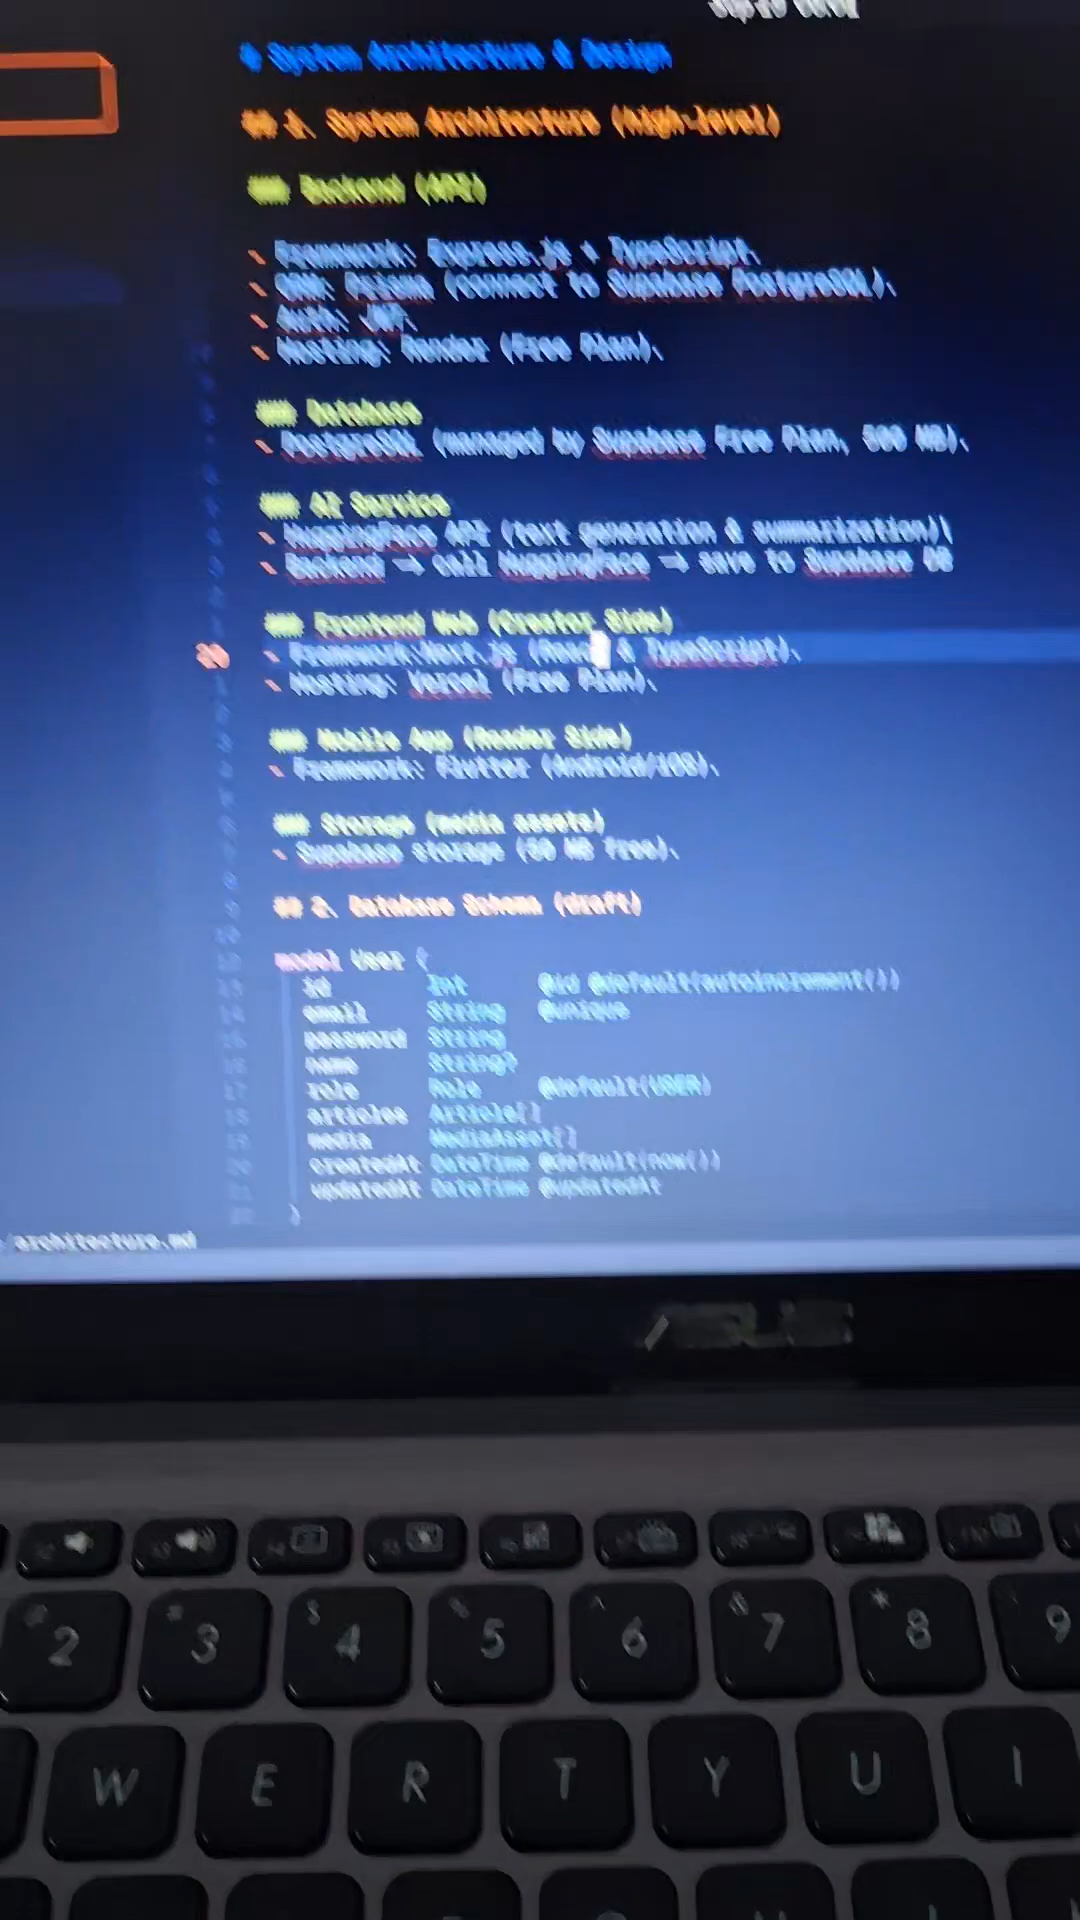 # System Architecture & Design
## 1. System Architecture (high-level)
### Backend (API)
- Framework: Express.js + TypeScript.
- ORM: Prisma (connect to Supabase PostgreSQL).
- Auth: JWT.
- Hosting: Render (Free Plan).
### Database
- PostgreSQL (managed by Supabase Free Plan, 500 MB).
### AI Service
- HuggingFace API (text generation & summarization)
- Backend → call HuggingFace → save to Supabase DB
### Frontend Web (Creator Side)
- Framework:Next.js (React & TypeScript).
- Hosting: Vercel (Free Plan).
### Mobile App (Reader Side)
- Framework: Flutter (Android/iOS).
### Storage (media assets)
- Supabase storage (50 MB free).
## 2. Database Schema (draft)
model User {
id Int @id @default(autoincrement())
email String @unique
password String
name String?
role Role @default(USER)
articles Article[]
media MediaAsset[]
createdAt DateTime @default(now())
updatedAt DateTime @updatedAt
}
architecture.md
ASUS
2 @ 3 # 4 $ 5 % 6 ^ 7 & 8 * 9
W E R T Y U I